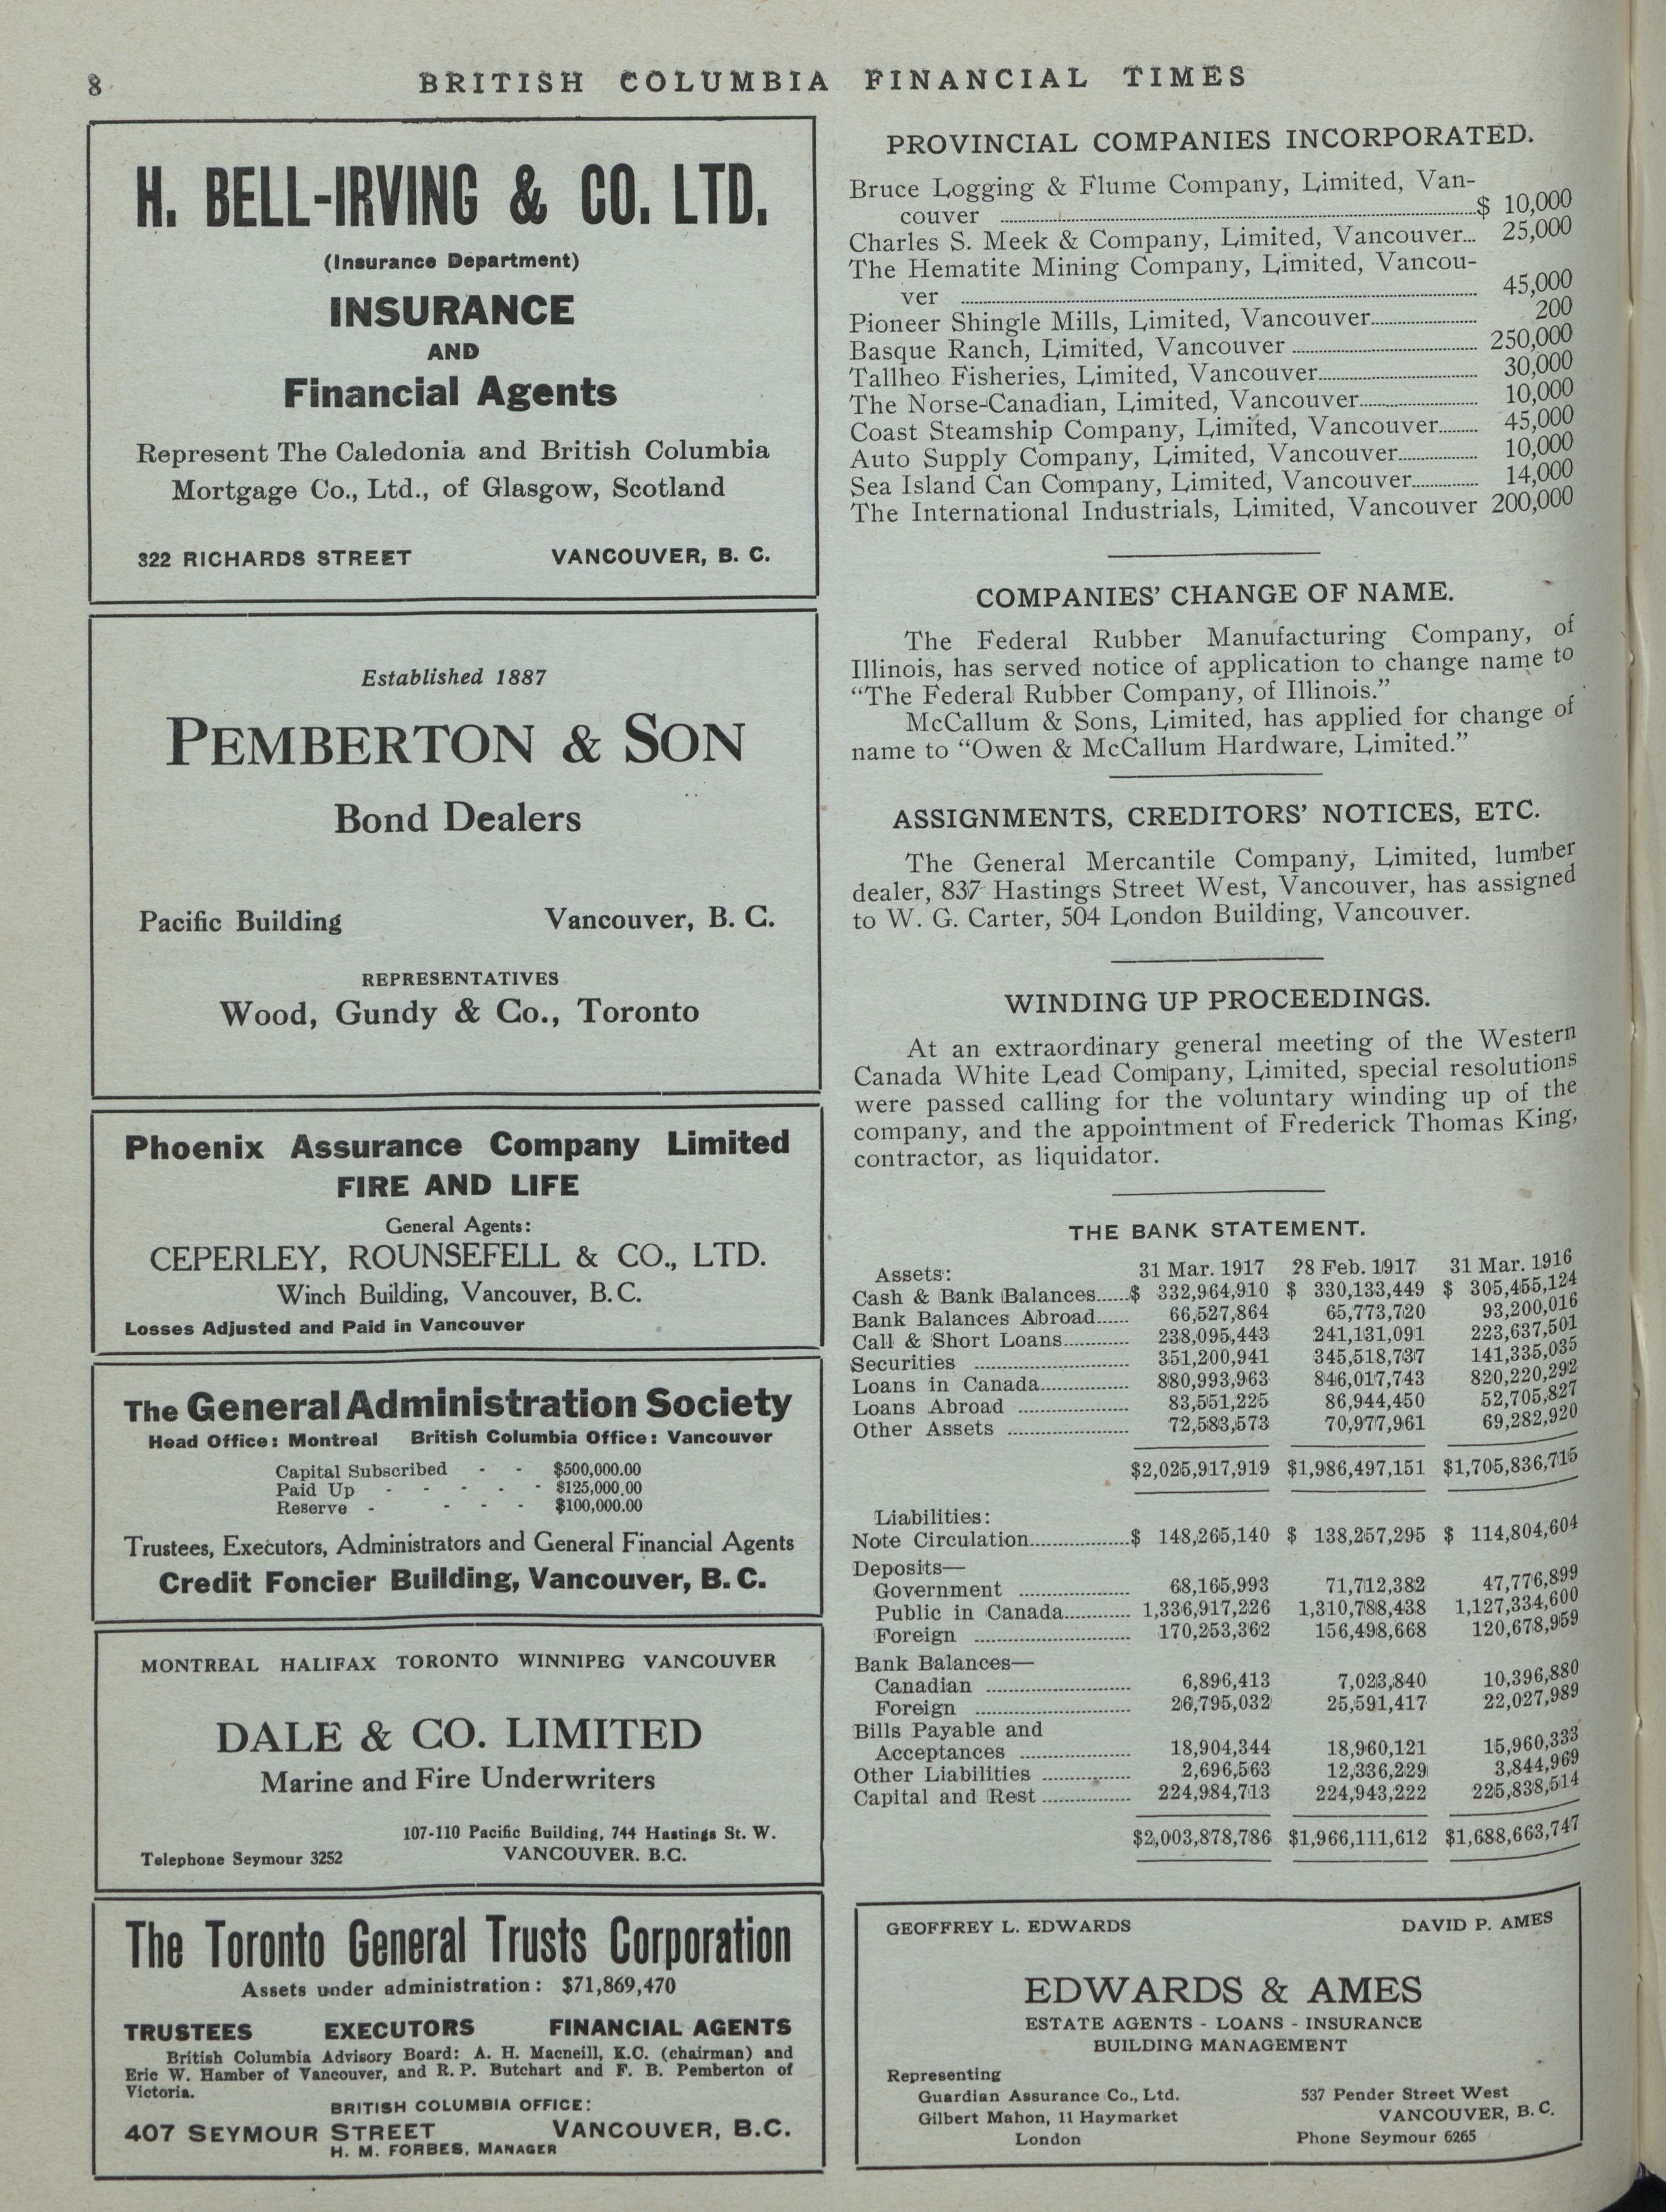 8
BRITISH COLUMBIA FINANCIAL TIMES
H. BELL-IRVING & CO. LTD.
(Insurance Department)
INSURANCE
AND
Financial Agents
Represent The Caledonia and British Columbia
Mortgage Co., Ltd., of Glasgow, Scotland
322 RICHARDS STREET VANCOUVER, B. C.
Established 1887
PEMBERTON & SON
Bond Dealers
Pacific Building Vancouver, B. C.
REPRESENTATIVES
Wood, Gundy & Co., Toronto
Phoenix Assurance Company Limited
FIRE AND LIFE
General Agents:
CEPERLEY, ROUNSEFELL & CO., LTD.
Winch Building, Vancouver, B.C.
Losses Adjusted and Paid in Vancouver
The General Administration Society
Head Office: Montreal British Columbia Office: Vancouver
Capital Subscribed - - $500,000.00
Paid Up - - - - - $125,000.00
Reserve - - - - $100,000.00
Trustees, Executors, Administrators and General Financial Agents
Credit Foncier Building, Vancouver, B. C.
MONTREAL HALIFAX TORONTO WINNIPEG VANCOUVER
DALE & CO. LIMITED
Marine and Fire Underwriters
107-110 Pacific Building, 744 Hastings St. W.
Telephone Seymour 3252 VANCOUVER. B.C.
The Toronto General Trusts Corporation
Assets under administration: $71,869,470
TRUSTEES EXECUTORS FINANCIAL AGENTS
British Columbia Advisory Board: A. H. Macneill, K.C. (chairman) and
Eric W. Hamber of Vancouver, and R. P. Butchart and F. B. Pemberton of
Victoria.
BRITISH COLUMBIA OFFICE:
407 SEYMOUR STREET VANCOUVER, B.C.
H. M. FORBES, MANAGER
PROVINCIAL COMPANIES INCORPORATED.
Bruce Logging & Flume Company, Limited, Van-
couver ........ $ 10,000
Charles S. Meek & Company, Limited, Vancouver... 25,000
The Hematite Mining Company, Limited, Vancou-
ver ........ 45,000
Pioneer Shingle Mills, Limited, Vancouver........ 200
Basque Ranch, Limited, Vancouver ........ 250,000
Tallheo Fisheries, Limited, Vancouver........ 30,000
The Norse-Canadian, Limited, Vancouver........ 10,000
Coast Steamship Company, Limited, Vancouver........ 45,000
Auto Supply Company, Limited, Vancouver........ 10,000
Sea Island Can Company, Limited, Vancouver........ 14,000
The International Industrials, Limited, Vancouver 200,000
COMPANIES' CHANGE OF NAME.
The Federal Rubber Manufacturing Company, of
Illinois, has served notice of application to change name to
"The Federal Rubber Company, of Illinois."
McCallum & Sons, Limited, has applied for change of
name to "Owen & McCallum Hardware, Limited."
ASSIGNMENTS, CREDITORS' NOTICES, ETC.
The General Mercantile Company, Limited, lumber
dealer, 837 Hastings Street West, Vancouver, has assigned
to W. G. Carter, 504 London Building, Vancouver.
WINDING UP PROCEEDINGS.
At an extraordinary general meeting of the Western
Canada White Lead Company, Limited, special resolutions
were passed calling for the voluntary winding up of the
company, and the appointment of Frederick Thomas King,
contractor, as liquidator.
THE BANK STATEMENT.
Assets: 31 Mar. 1917 28 Feb. 1917 31 Mar. 1916
Cash & Bank Balances......$ 332,964,910 $ 330,133,449 $ 305,455,124
Bank Balances Abroad...... 66,527,864 65,773,720 93,200,016
Call & Short Loans........ 238,095,443 241,131,091 223,637,501
Securities ........ 351,200,941 345,518,737 141,335,035
Loans in Canada........ 880,993,963 846,017,743 820,220,292
Loans Abroad ........ 83,551,225 86,944,450 52,705,827
Other Assets ........ 72,583,573 70,977,961 69,282,920
$2,025,917,919 $1,986,497,151 $1,705,836,715
Liabilities:
Note Circulation........$ 148,265,140 $ 138,257,295 $ 114,804,604
Deposits—
Government ........ 68,165,993 71,712,382 47,776,899
Public in Canada........ 1,336,917,226 1,310,788,438 1,127,334,600
Foreign ........ 170,253,362 156,498,668 120,678,959
Bank Balances—
Canadian ........ 6,896,413 7,023,840 10,396,880
Foreign ........ 26,795,032 25,591,417 22,027,989
Bills Payable and
Acceptances ........ 18,904,344 18,960,121 15,960,333
Other Liabilities ........ 2,696,563 12,336,229 3,844,969
Capital and Rest ........ 224,984,713 224,943,222 225,838,514
$2,003,878,786 $1,966,111,612 $1,688,663,747
GEOFFREY L. EDWARDS DAVID P. AMES
EDWARDS & AMES
ESTATE AGENTS - LOANS - INSURANCE
BUILDING MANAGEMENT
Representing
Guardian Assurance Co., Ltd. 537 Pender Street West
Gilbert Mahon, 11 Haymarket VANCOUVER, B. C.
London Phone Seymour 6265